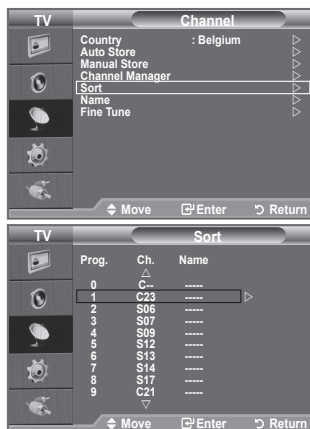 TV Channel
Country : Belgium
Auto Store
Manual Store
Channel Manager
Sort
Name
Fine Tune
Move Enter Return
TV Sort
Prog. Ch. Name
0 C-- -----
1 C23 -----
2 S06 -----
3 S07 -----
4 S09 -----
5 S12 -----
6 S13 -----
7 S14 -----
8 S17 -----
9 C21 -----
Move Enter Return